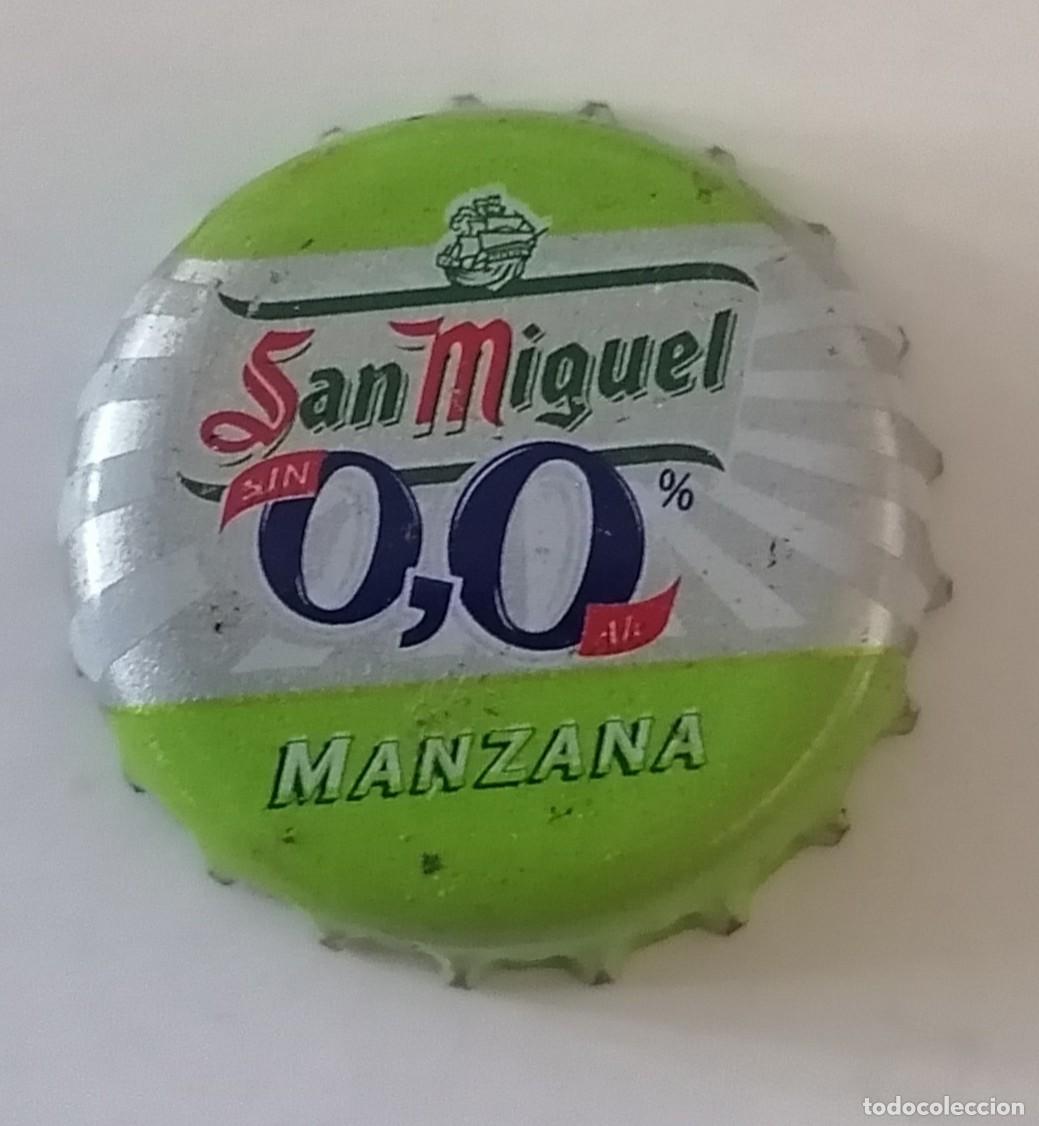 San Miguel
SIN
0,0%
Alc
MANZANA
todocoleccion